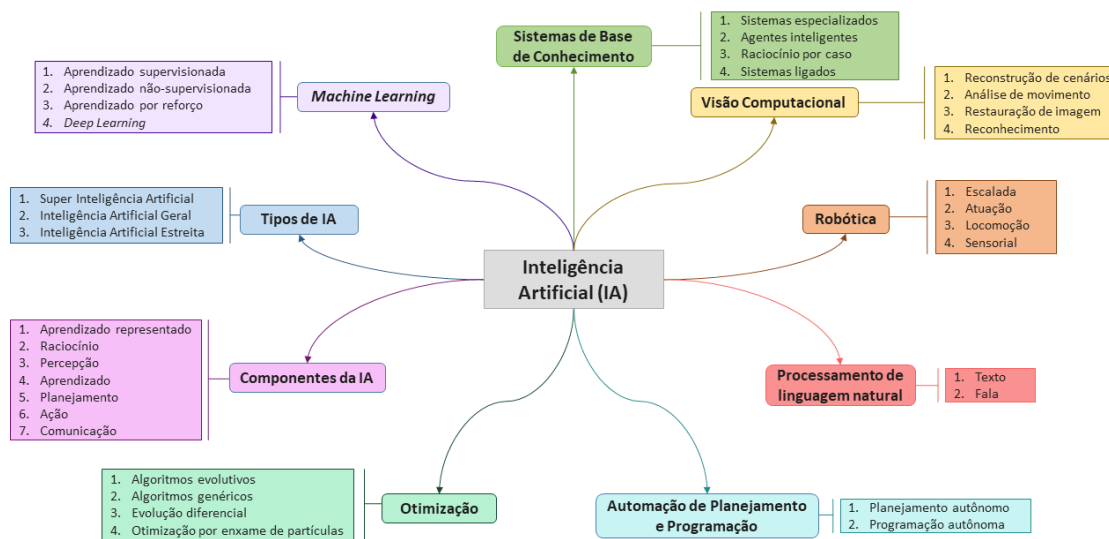 Sistemas de Base
de Conhecimento
1. Sistemas especializados
2. Agentes inteligentes
3. Raciocínio por caso
4. Sistemas ligados
1. Aprendizado supervisionada
2. Aprendizado não-supervisionada
3. Aprendizado por reforço
4. Deep Learning
Machine Learning
Visão Computacional
1. Reconstrução de cenários
2. Análise de movimento
3. Restauração de imagem
4. Reconhecimento
1. Super Inteligência Artificial
2. Inteligência Artificial Geral
3. Inteligência Artificial Estreita
Tipos de IA
Robótica
1. Escalada
2. Atuação
3. Locomoção
4. Sensorial
Inteligência
Artificial (IA)
1. Aprendizado representado
2. Raciocínio
3. Percepção
4. Aprendizado
5. Planejamento
6. Ação
7. Comunicação
Componentes da IA
Processamento de
linguagem natural
1. Texto
2. Fala
1. Algoritmos evolutivos
2. Algoritmos genéricos
3. Evolução diferencial
4. Otimização por enxame de partículas
Otimização
Automação de Planejamento
e Programação
1. Planejamento autônomo
2. Programação autônoma